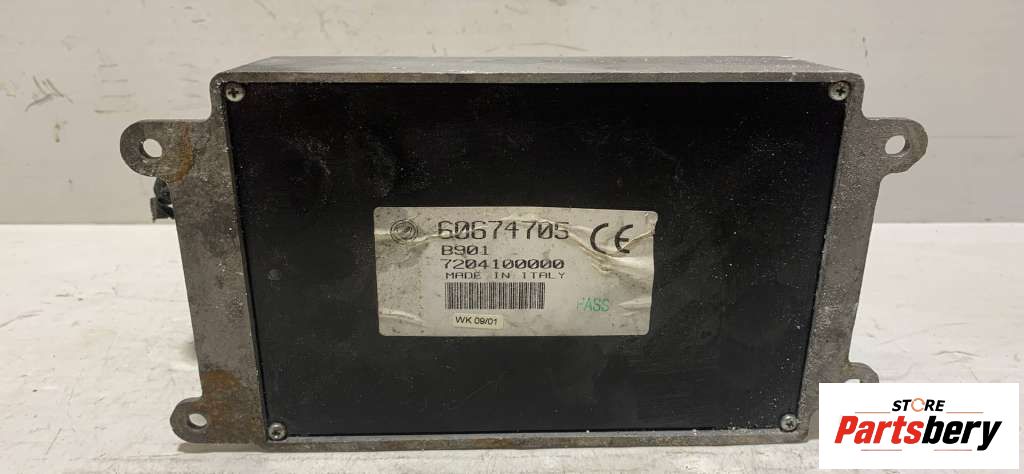 60674705
B901
7204100000
MADE IN ITALY
CE
PASS
WK 09/01
STORE
Partsbery